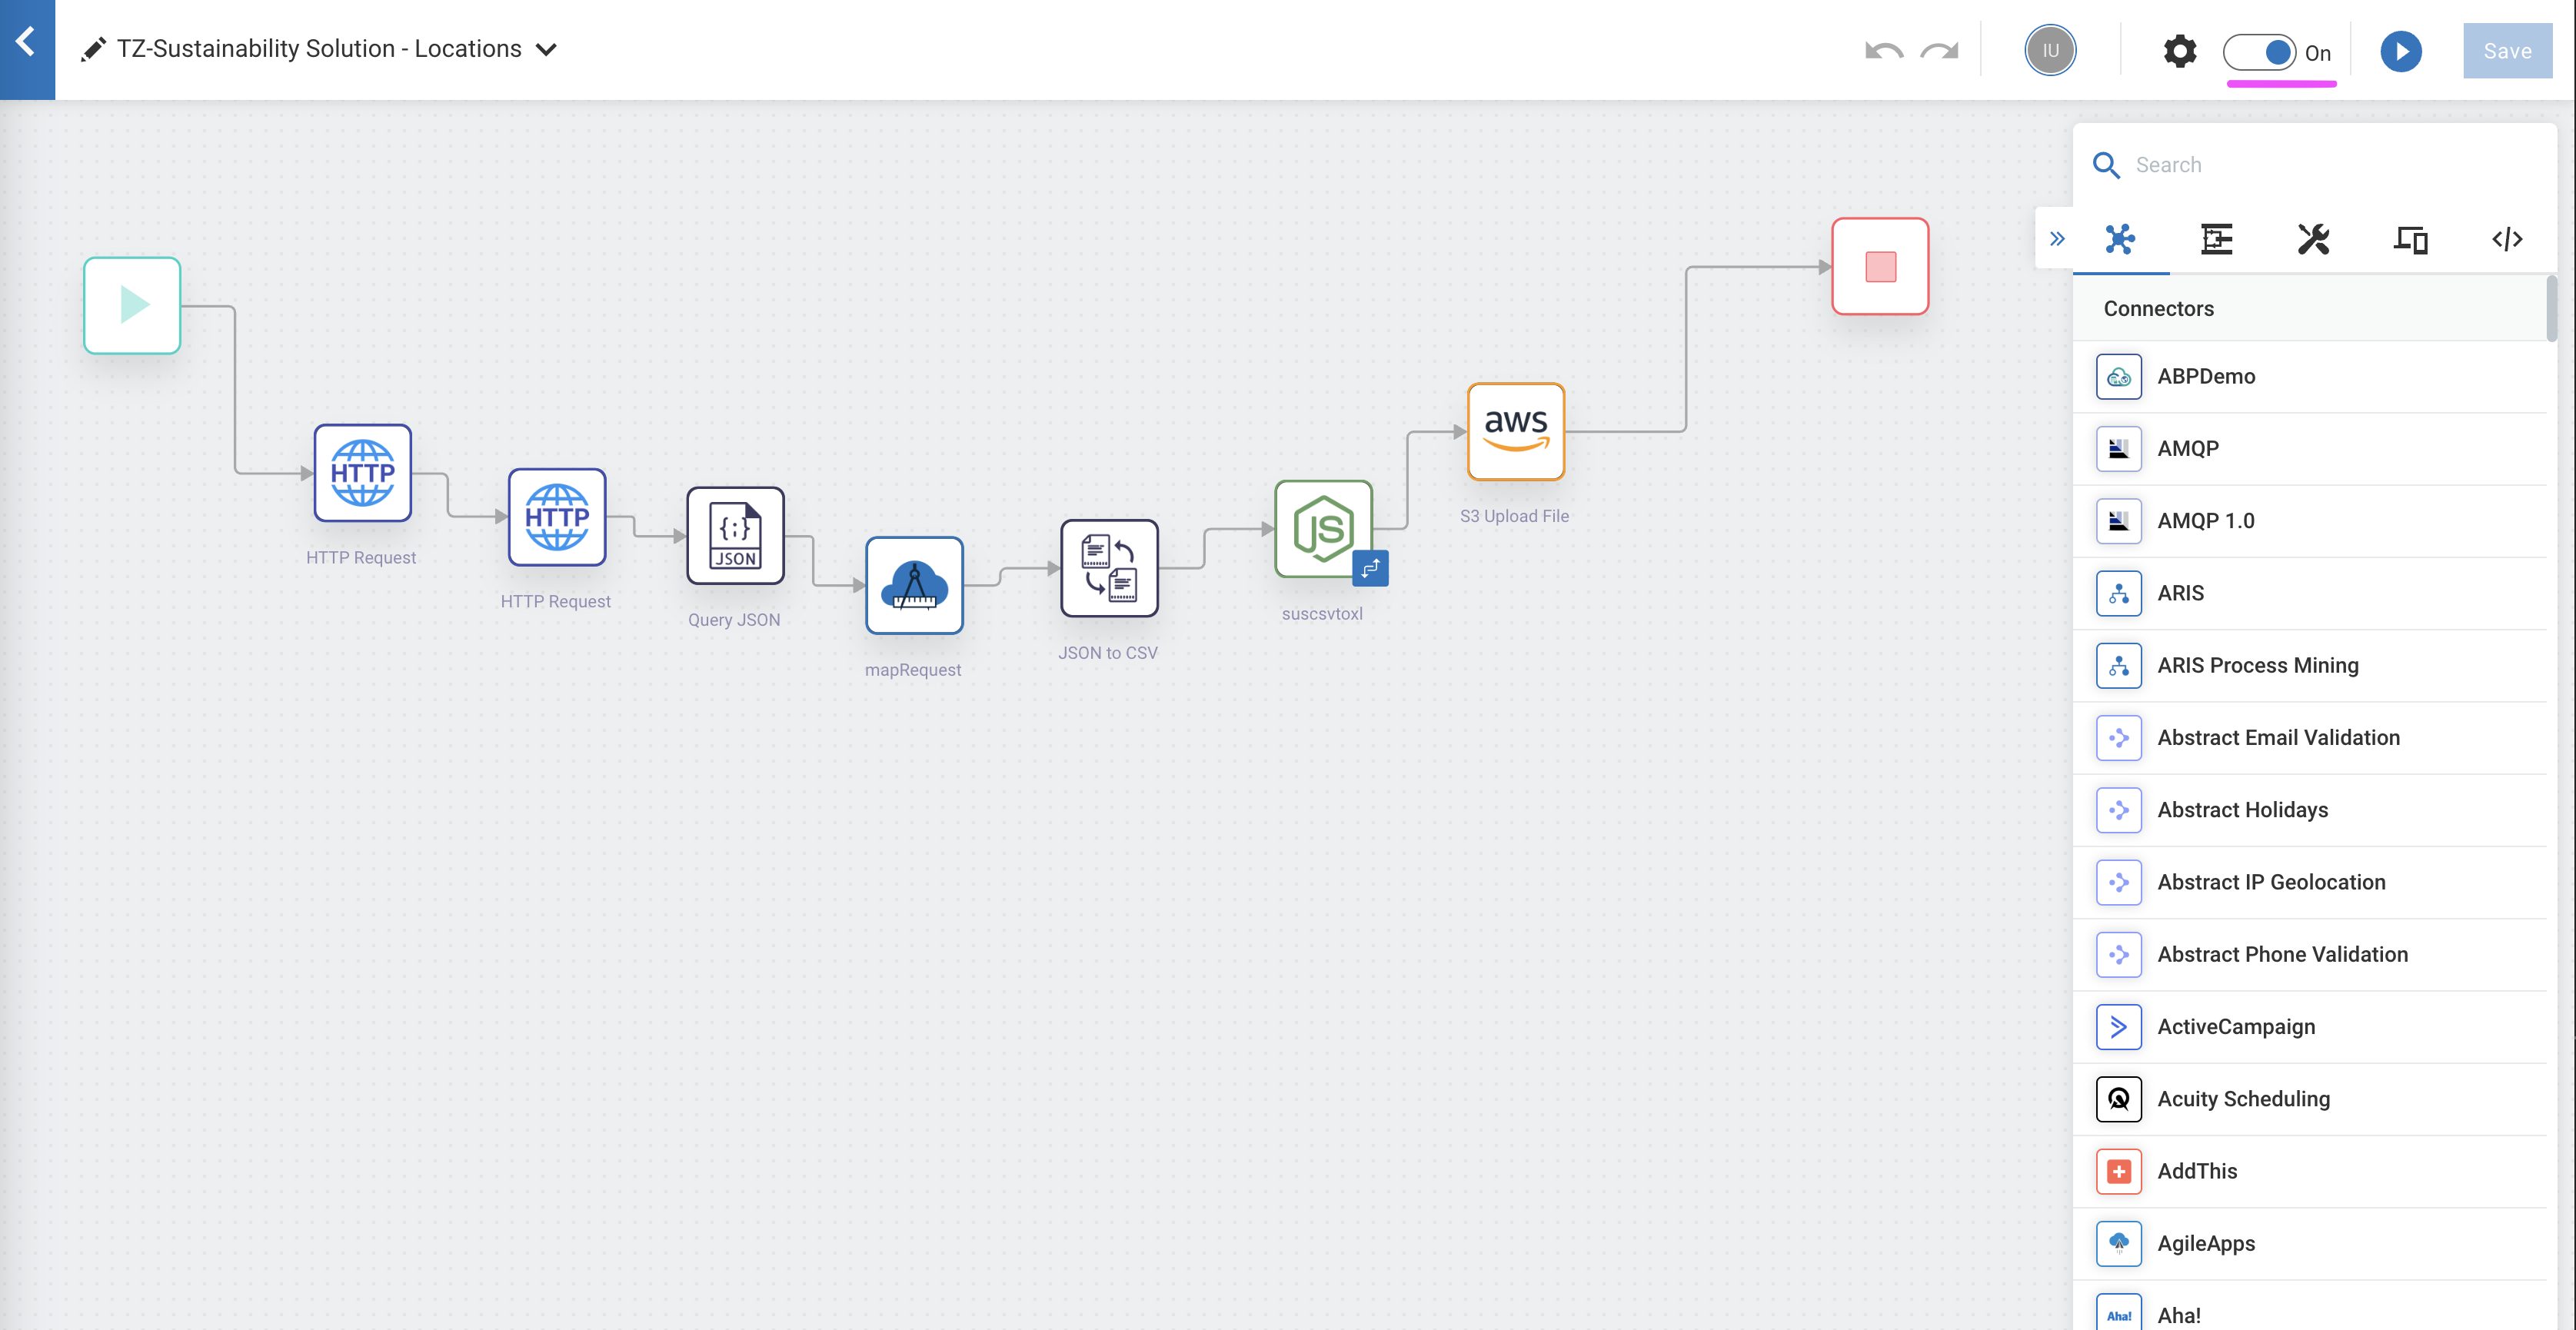 TZ-Sustainability Solution - Locations
IU
On
Save
Search
Connectors
ABPDemo
AMQP
AMQP 1.0
ARIS
ARIS Process Mining
Abstract Email Validation
Abstract Holidays
Abstract IP Geolocation
Abstract Phone Validation
ActiveCampaign
Acuity Scheduling
AddThis
AgileApps
Aha!
Aha!
HTTP
HTTP Request
HTTP
HTTP Request
{;}
JSON
Query JSON
mapRequest
JSON to CSV
JS
suscsvtoxl
aws
S3 Upload File